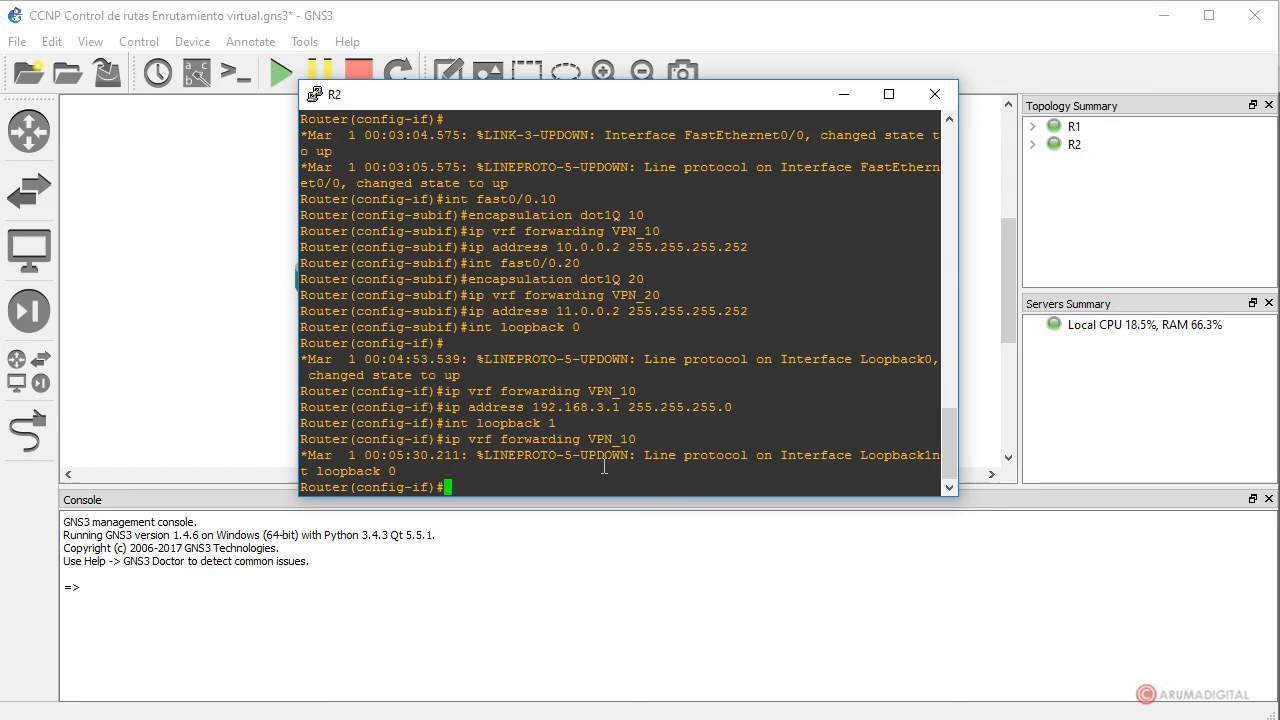 CCNP Control de rutas Enrutamiento virtual.gns3* - GNS3
File Edit View Control Device Annotate Tools Help
R2
Router(config-if)#
*Mar  1 00:03:04.575: %LINK-3-UPDOWN: Interface FastEthernet0/0, changed state t
o up
*Mar  1 00:03:05.575: %LINEPROTO-5-UPDOWN: Line protocol on Interface FastEthern
et0/0, changed state to up
Router(config-if)#int fast0/0.10
Router(config-subif)#encapsulation dot1Q 10
Router(config-subif)#ip vrf forwarding VPN_10
Router(config-subif)#ip address 10.0.0.2 255.255.255.252
Router(config-subif)#int fast0/0.20
Router(config-subif)#encapsulation dot1Q 20
Router(config-subif)#ip vrf forwarding VPN_20
Router(config-subif)#ip address 11.0.0.2 255.255.255.252
Router(config-subif)#int loopback 0
Router(config-if)#
*Mar  1 00:04:53.539: %LINEPROTO-5-UPDOWN: Line protocol on Interface Loopback0,
 changed state to up
Router(config-if)#ip vrf forwarding VPN_10
Router(config-if)#ip address 192.168.3.1 255.255.255.0
Router(config-if)#int loopback 1
Router(config-if)#ip vrf forwarding VPN_10
*Mar  1 00:05:30.211: %LINEPROTO-5-UPDOWN: Line protocol on Interface Loopback1n
t loopback 0
Router(config-if)#
Topology Summary
R1
R2
Servers Summary
Local CPU 18.5%, RAM 66.3%
Console
GNS3 management console.
Running GNS3 version 1.4.6 on Windows (64-bit) with Python 3.4.3 Qt 5.5.1.
Copyright (c) 2006-2017 GNS3 Technologies.
Use Help -> GNS3 Doctor to detect common issues.
=>
© ARUMADIGITAL